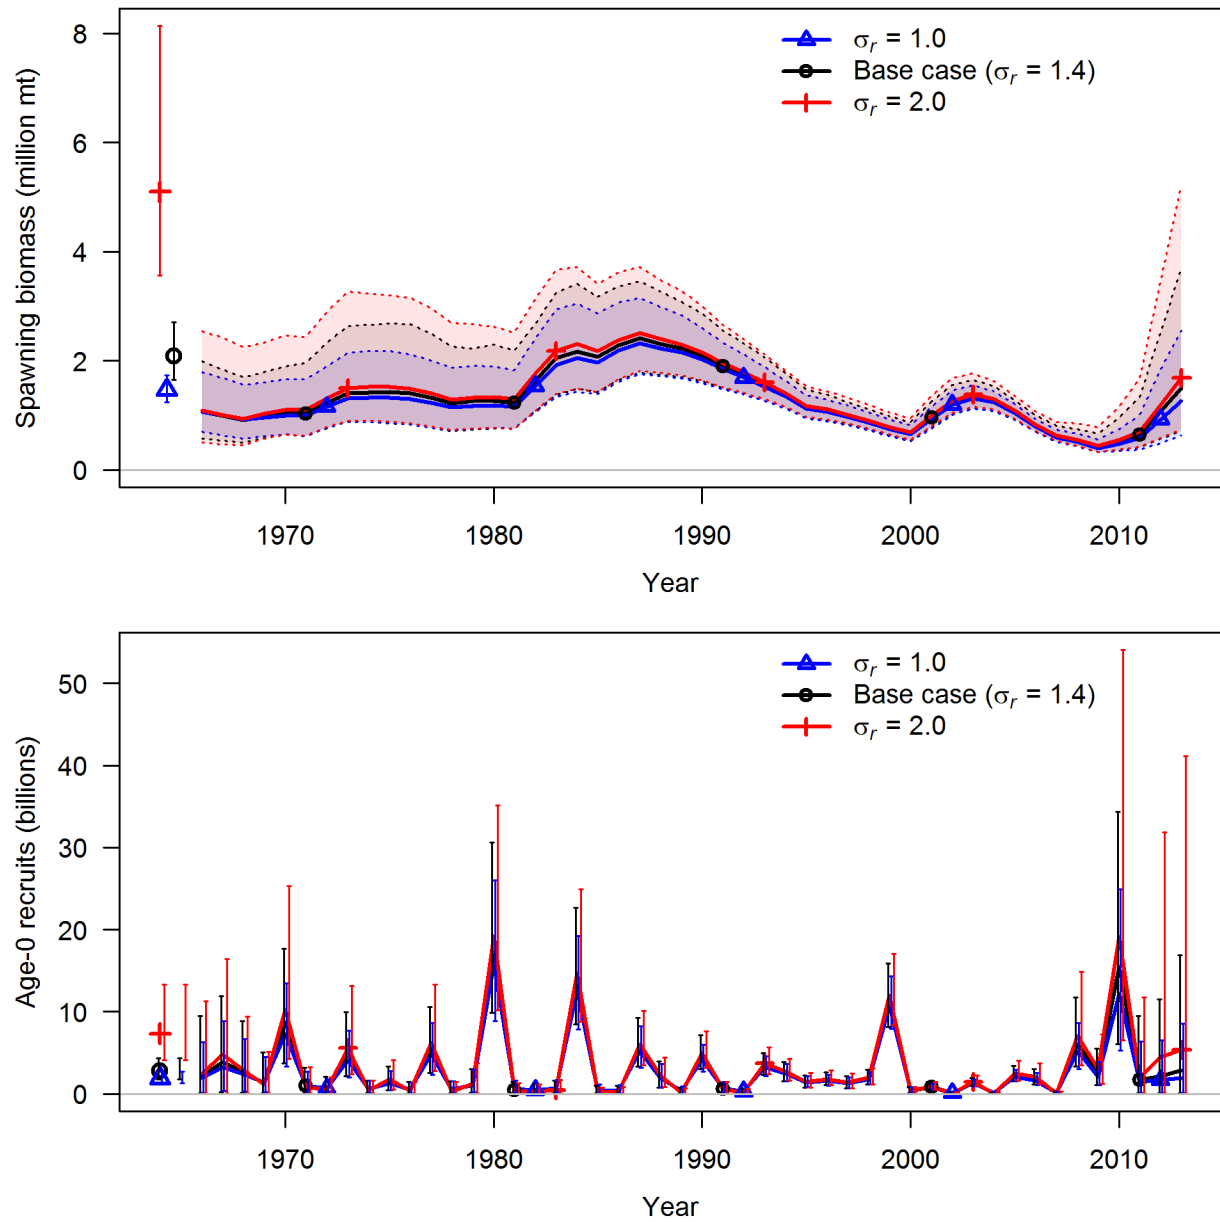 Spawning biomass (million mt)
8
6
4
2
0
σr = 1.0
Base case (σr = 1.4)
σr = 2.0
1970 1980 1990 2000 2010
Year
Age-0 recruits (billions)
50
40
30
20
10
0
σr = 1.0
Base case (σr = 1.4)
σr = 2.0
1970 1980 1990 2000 2010
Year